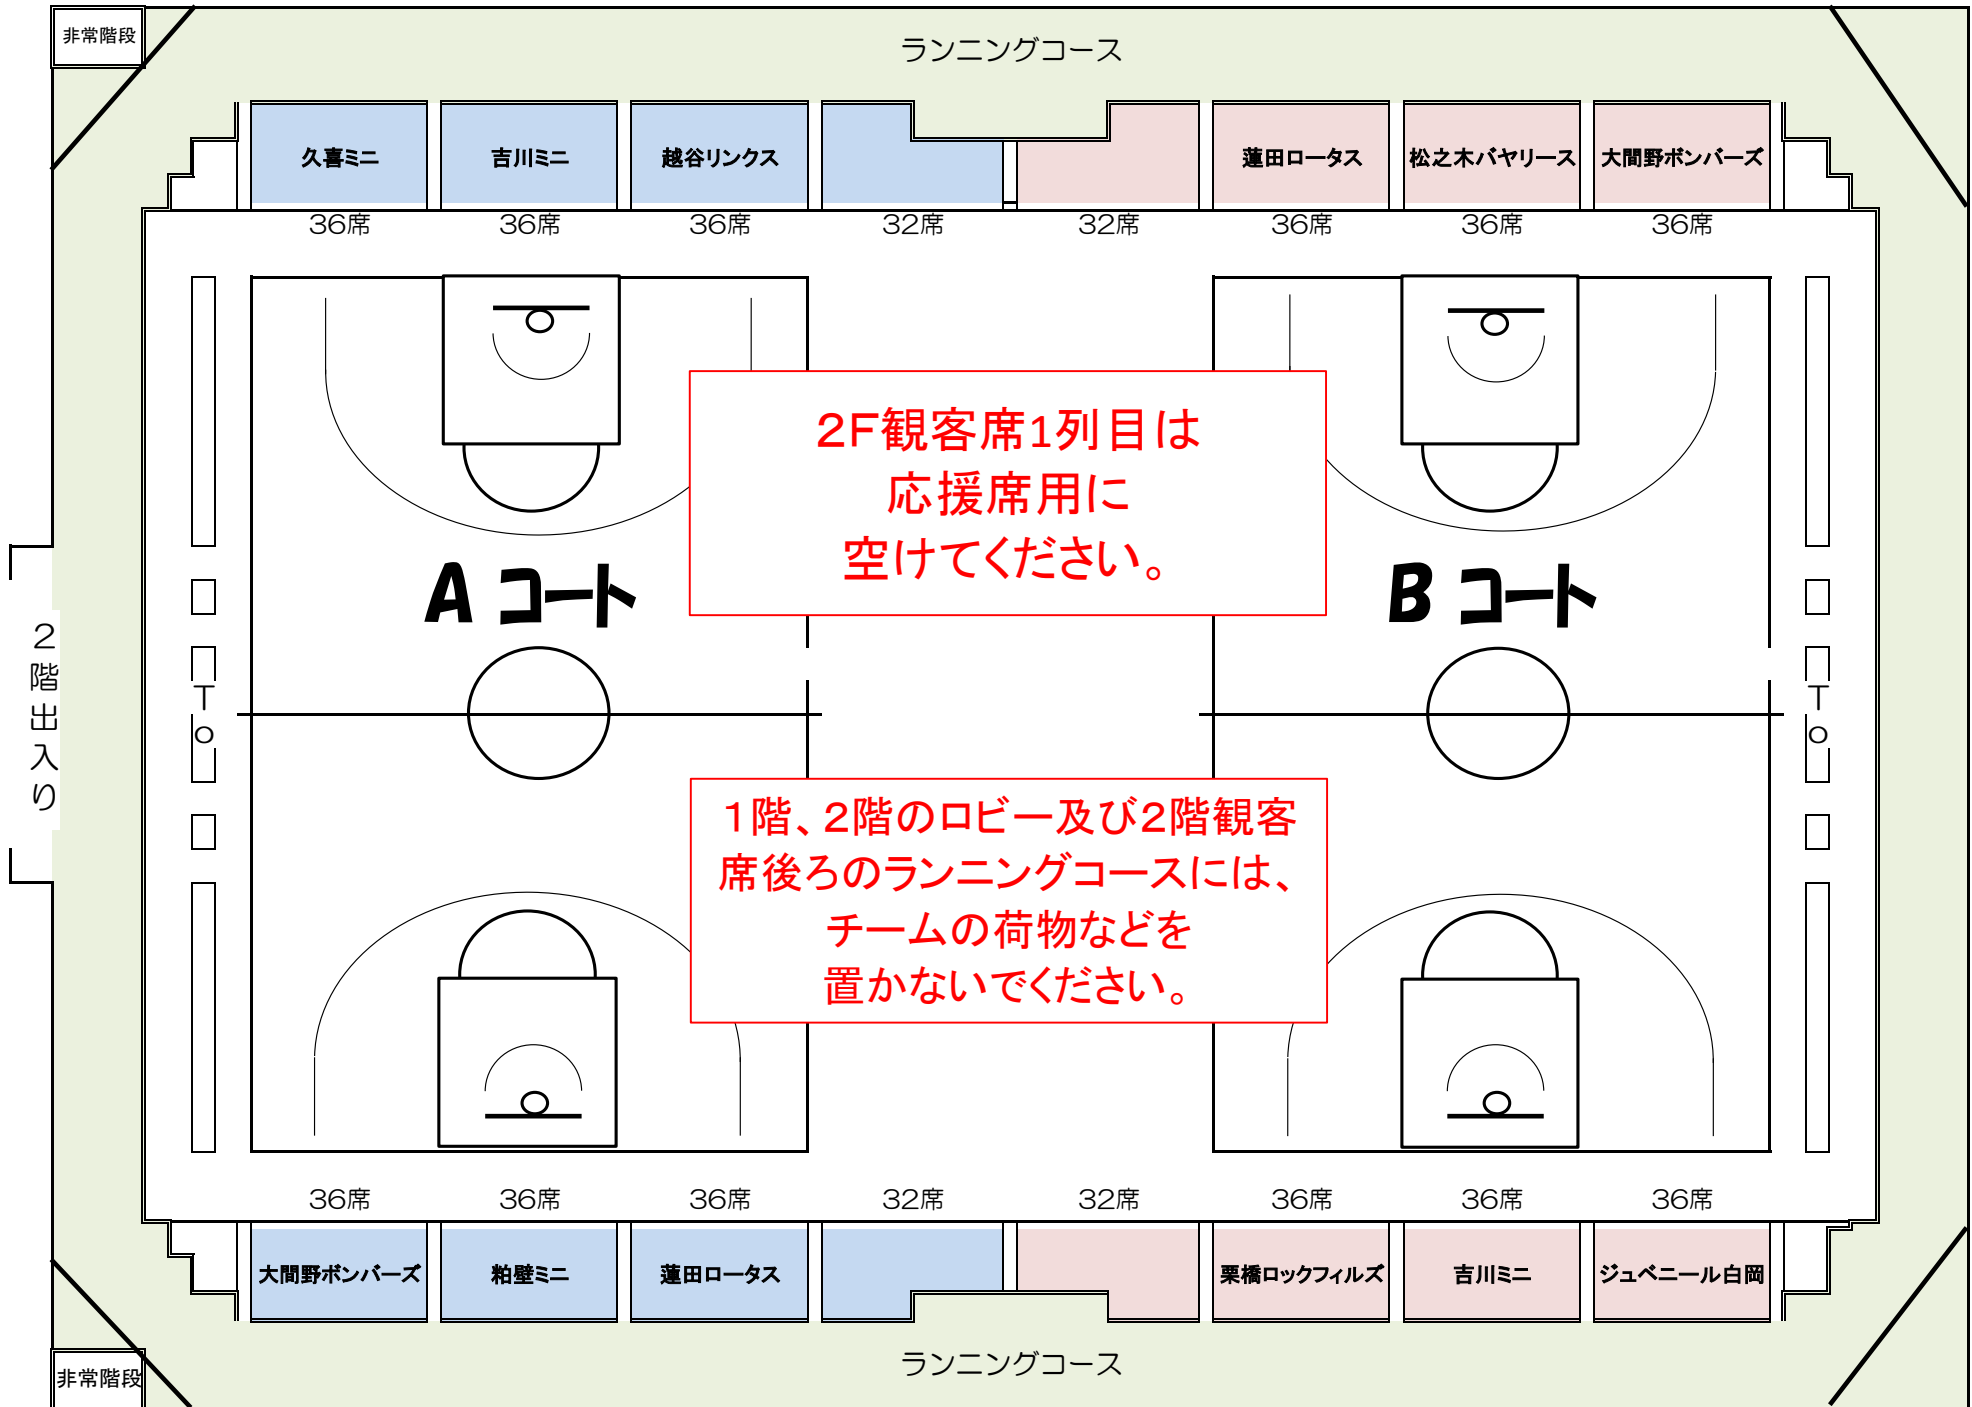 非常階段
ランニングコース
久喜ミニ
吉川ミニ
越谷リンクス
蓮田ロータス
松之木バヤリース
大間野ボンバーズ
36席
36席
36席
32席
32席
36席
36席
36席
2F観客席1列目は
応援席用に
空けてください。
A コート
B コート
2階出入り
TO
TO
1階、2階のロビー及び2階観客
席後ろのランニングコースには、
チームの荷物などを
置かないでください。
36席
36席
36席
32席
32席
36席
36席
36席
大間野ボンバーズ
粕壁ミニ
蓮田ロータス
栗橋ロックフィルズ
吉川ミニ
ジュベニール白岡
ランニングコース
非常階段